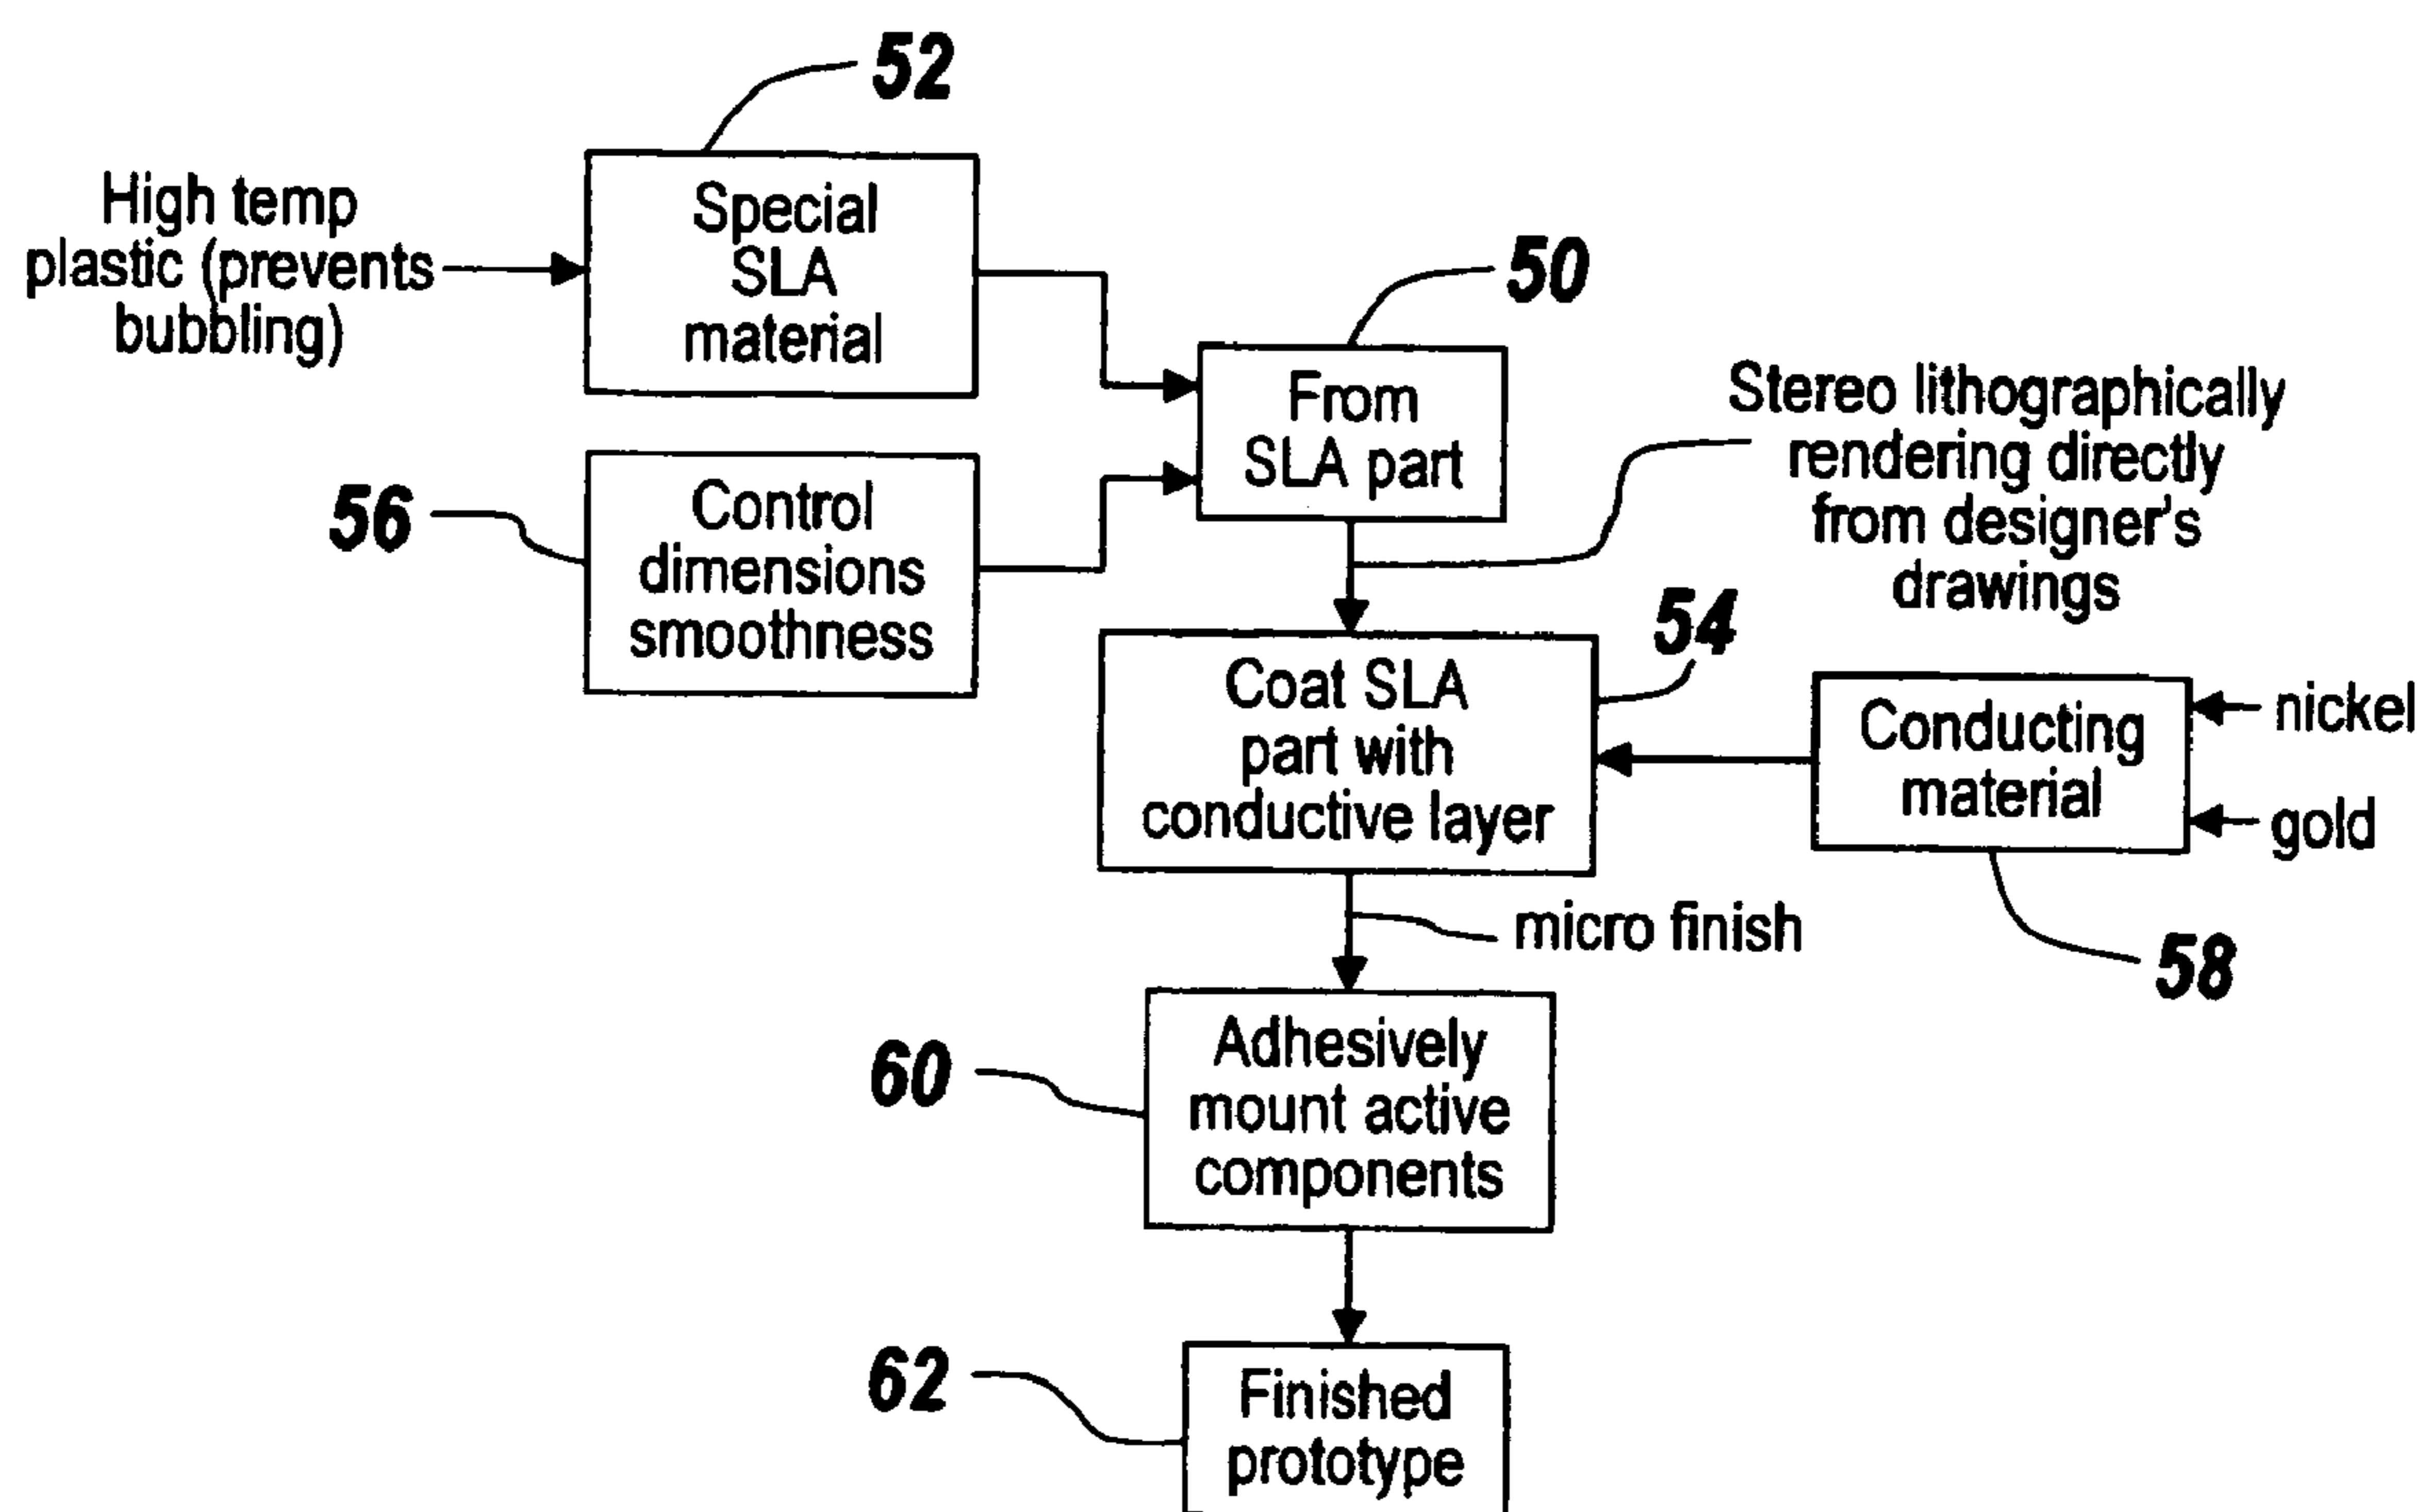 52
High temp
plastic (prevents
bubbling)
Special
SLA
material
50
From
SLA part
Stereo lithographically
rendering directly
from designer's
drawings
56
Control
dimensions
smoothness
54
Coat SLA
part with
conductive layer
Conducting
material
nickel
gold
58
micro finish
60
Adhesively
mount active
components
62
Finished
prototype